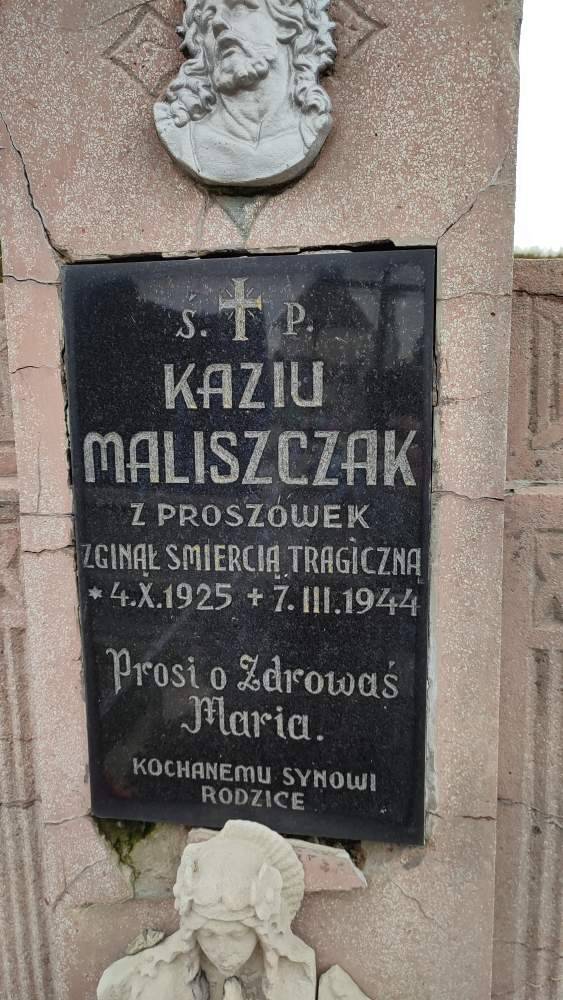 Ś. P.
KAZIU
MALISZCZAK
Z PROSZÓWEK
ZGINĄŁ ŚMIERCIĄ TRAGICZNĄ
* 4.X.1925 + 7.III.1944
Prosi o Zdrowaś
Maria.
KOCHANEMU SYNOWI
RODZICE